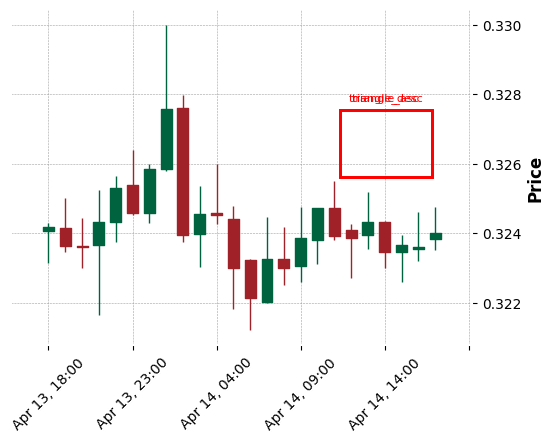 0.330
0.328
0.326
0.324
0.322
Price
Apr 13, 18:00
Apr 13, 23:00
Apr 14, 04:00
Apr 14, 09:00
Apr 14, 14:00